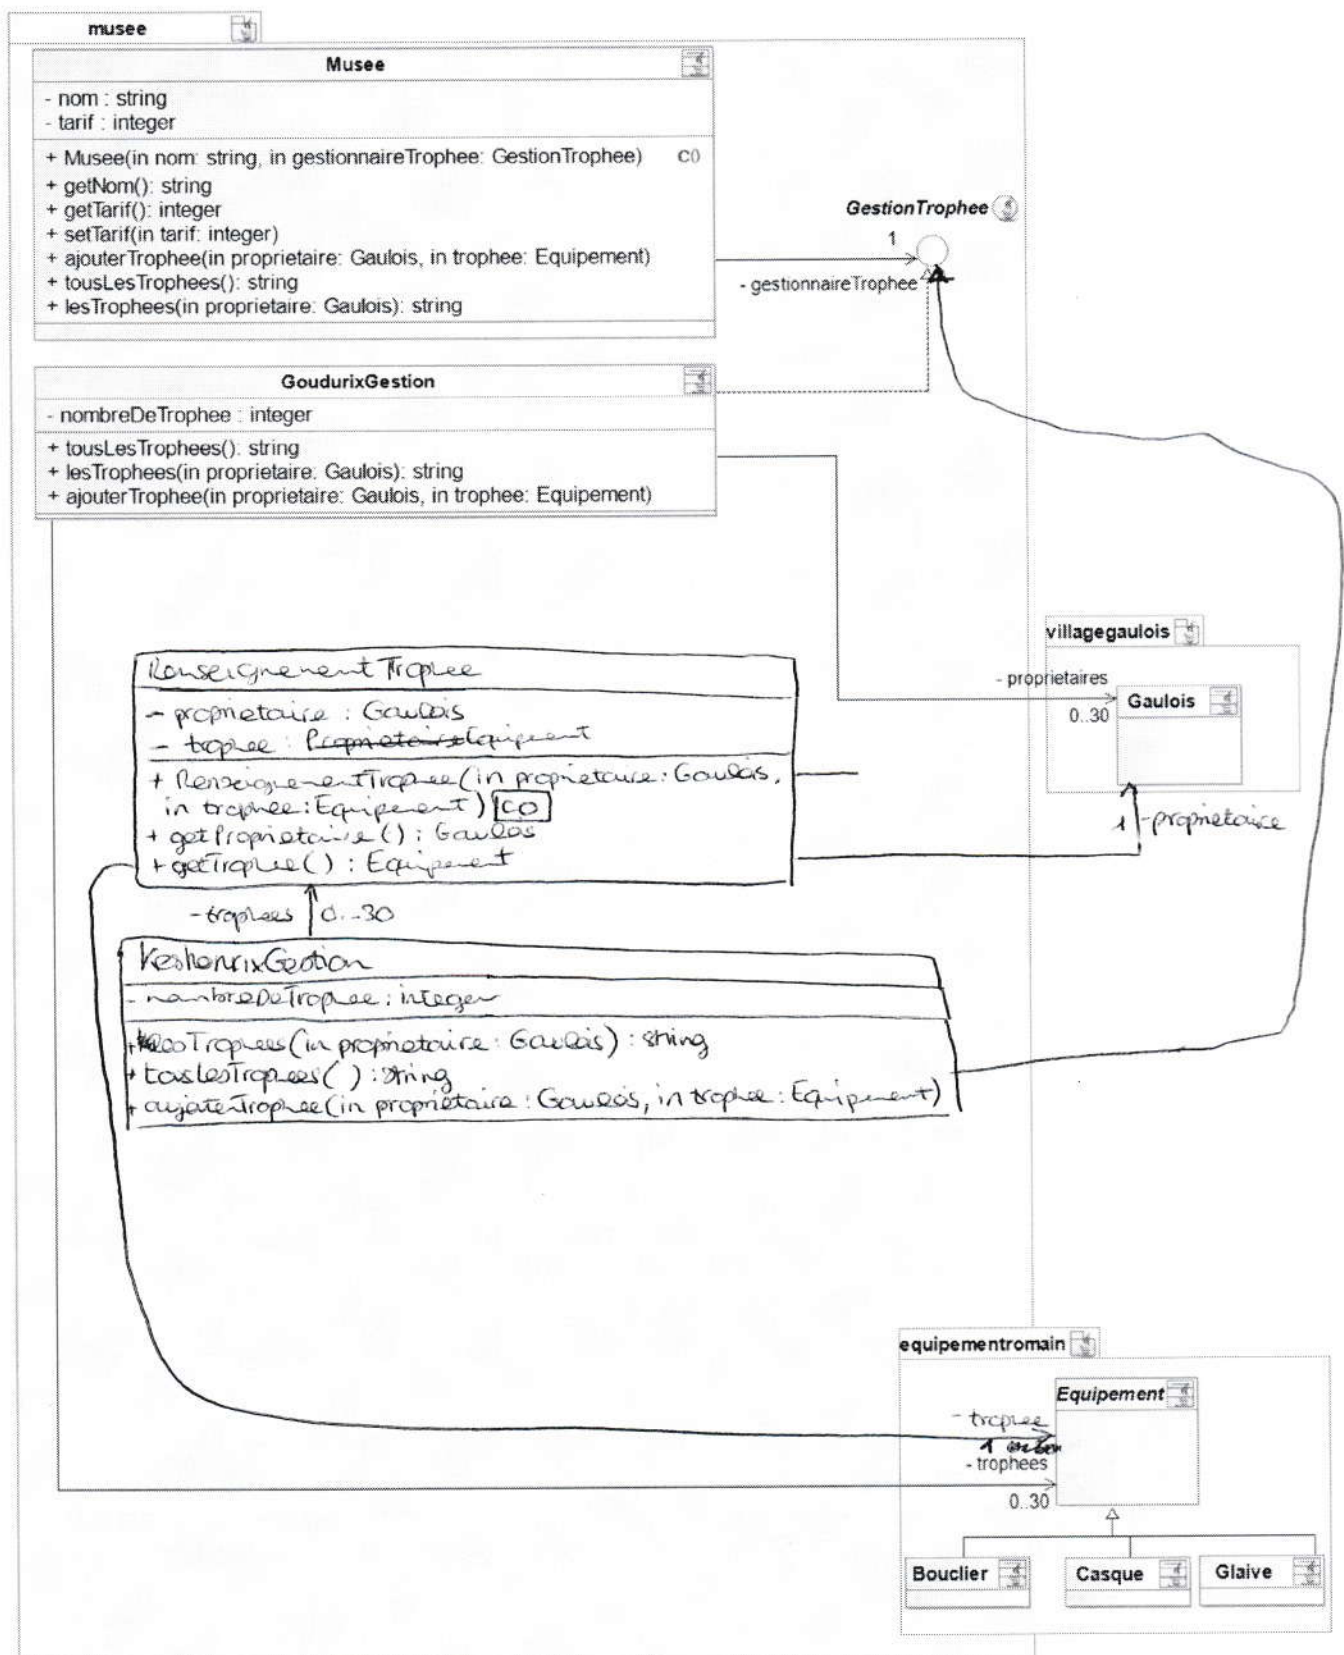 musee
Musee
- nom : string
- tarif : integer
+ Musee(in nom: string, in gestionnaireTrophee: GestionTrophee) C()
+ getNom(): string
+ getTarif(): integer
+ setTarif(in tarif: integer)
+ ajouterTrophee(in proprietaire: Gaulois, in trophee: Equipement)
+ tousLesTrophees(): string
+ lesTrophees(in proprietaire: Gaulois): string
GestionTrophee
1
- gestionnaireTrophee
GoudurixGestion
- nombreDeTrophee : integer
+ tousLesTrophees(): string
+ lesTrophees(in proprietaire: Gaulois): string
+ ajouterTrophee(in proprietaire: Gaulois, in trophee: Equipement)
villagegaulois
- proprietaires
0..30
Gaulois
1 - proprietaire
RenseignementTrophee
- proprietaire : Gaulois
- trophee : Equipement
+ RenseignementTrophee(in proprietaire : Gaulois,
in trophee : Equipement) CO
+ getProprietaire() : Gaulois
+ getTrophee() : Equipement
- trophees 0..30
KeskonrixGestion
- nombreDeTrophee : integer
+ lesTrophees(in proprietaire : Gaulois) : string
+ tousLesTrophees( ) : string
+ ajouterTrophee(in proprietaire : Gaulois, in trophee : Equipement)
equipementromain
Equipement
- trophee
1
- trophees
0..30
Bouclier
Casque
Glaive